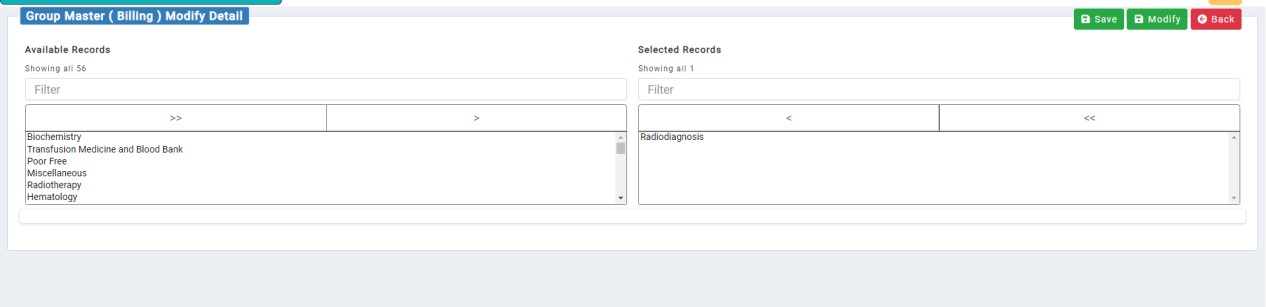 Group Master ( Billing ) Modify Detail
Save Modify Back
Available Records
Showing all 56
Filter
>> >
Biochemistry
Transfusion Medicine and Blood Bank
Poor Free
Miscellaneous
Radiotherapy
Hematology
Selected Records
Showing all 1
Filter
< <<
Radiodiagnosis